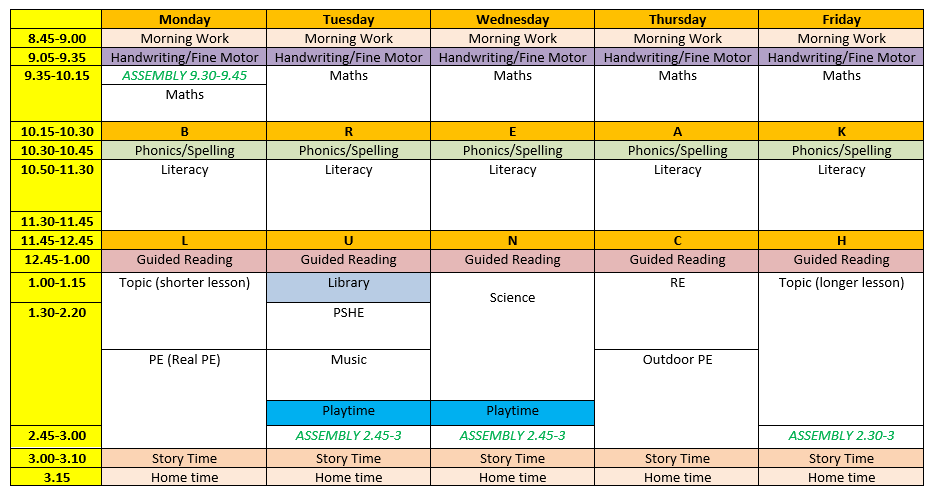 Monday Tuesday Wednesday Thursday Friday
8.45-9.00 Morning Work Morning Work Morning Work Morning Work Morning Work
9.05-9.35 Handwriting/Fine Motor Handwriting/Fine Motor Handwriting/Fine Motor Handwriting/Fine Motor Handwriting/Fine Motor
9.35-10.15 ASSEMBLY 9.30-9.45 Maths Maths Maths Maths
Maths
10.15-10.30 B R E A K
10.30-10.45 Phonics/Spelling Phonics/Spelling Phonics/Spelling Phonics/Spelling Phonics/Spelling
10.50-11.30 Literacy Literacy Literacy Literacy Literacy
11.30-11.45
11.45-12.45 L U N C H
12.45-1.00 Guided Reading Guided Reading Guided Reading Guided Reading Guided Reading
1.00-1.15 Topic (shorter lesson) Library RE Topic (longer lesson)
Science
1.30-2.20 PSHE
PE (Real PE) Music Outdoor PE
Playtime Playtime
2.45-3.00 ASSEMBLY 2.45-3 ASSEMBLY 2.45-3 ASSEMBLY 2.30-3
3.00-3.10 Story Time Story Time Story Time Story Time Story Time
3.15 Home time Home time Home time Home time Home time